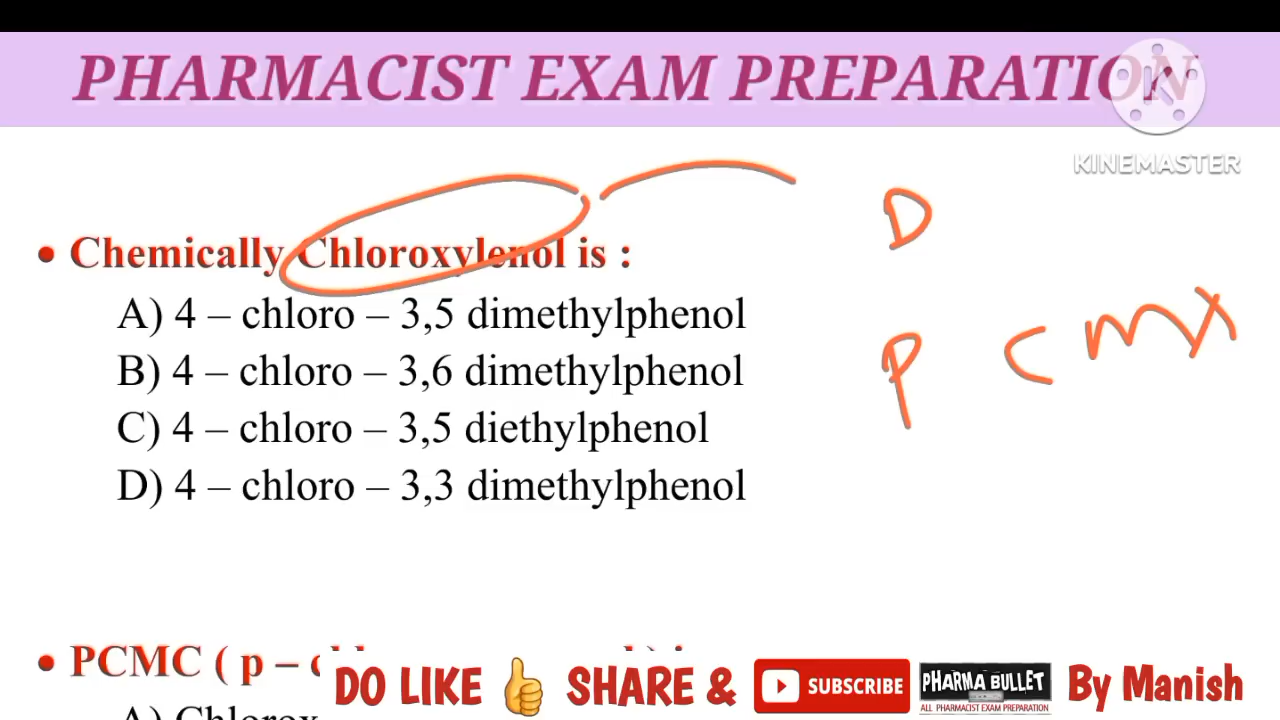 PHARMACIST EXAM PREPARATION
KINEMASTER
• Chemically Chloroxylenol is :
D
A) 4 – chloro – 3,5 dimethylphenol
P C M X
B) 4 – chloro – 3,6 dimethylphenol
C) 4 – chloro – 3,5 diethylphenol
D) 4 – chloro – 3,3 dimethylphenol
• PCMC ( p –
DO LIKE SHARE & SUBSCRIBE PHARMA BULLET By Manish
ALL PHARMACIST EXAM PREPARATION
A) Chlorox